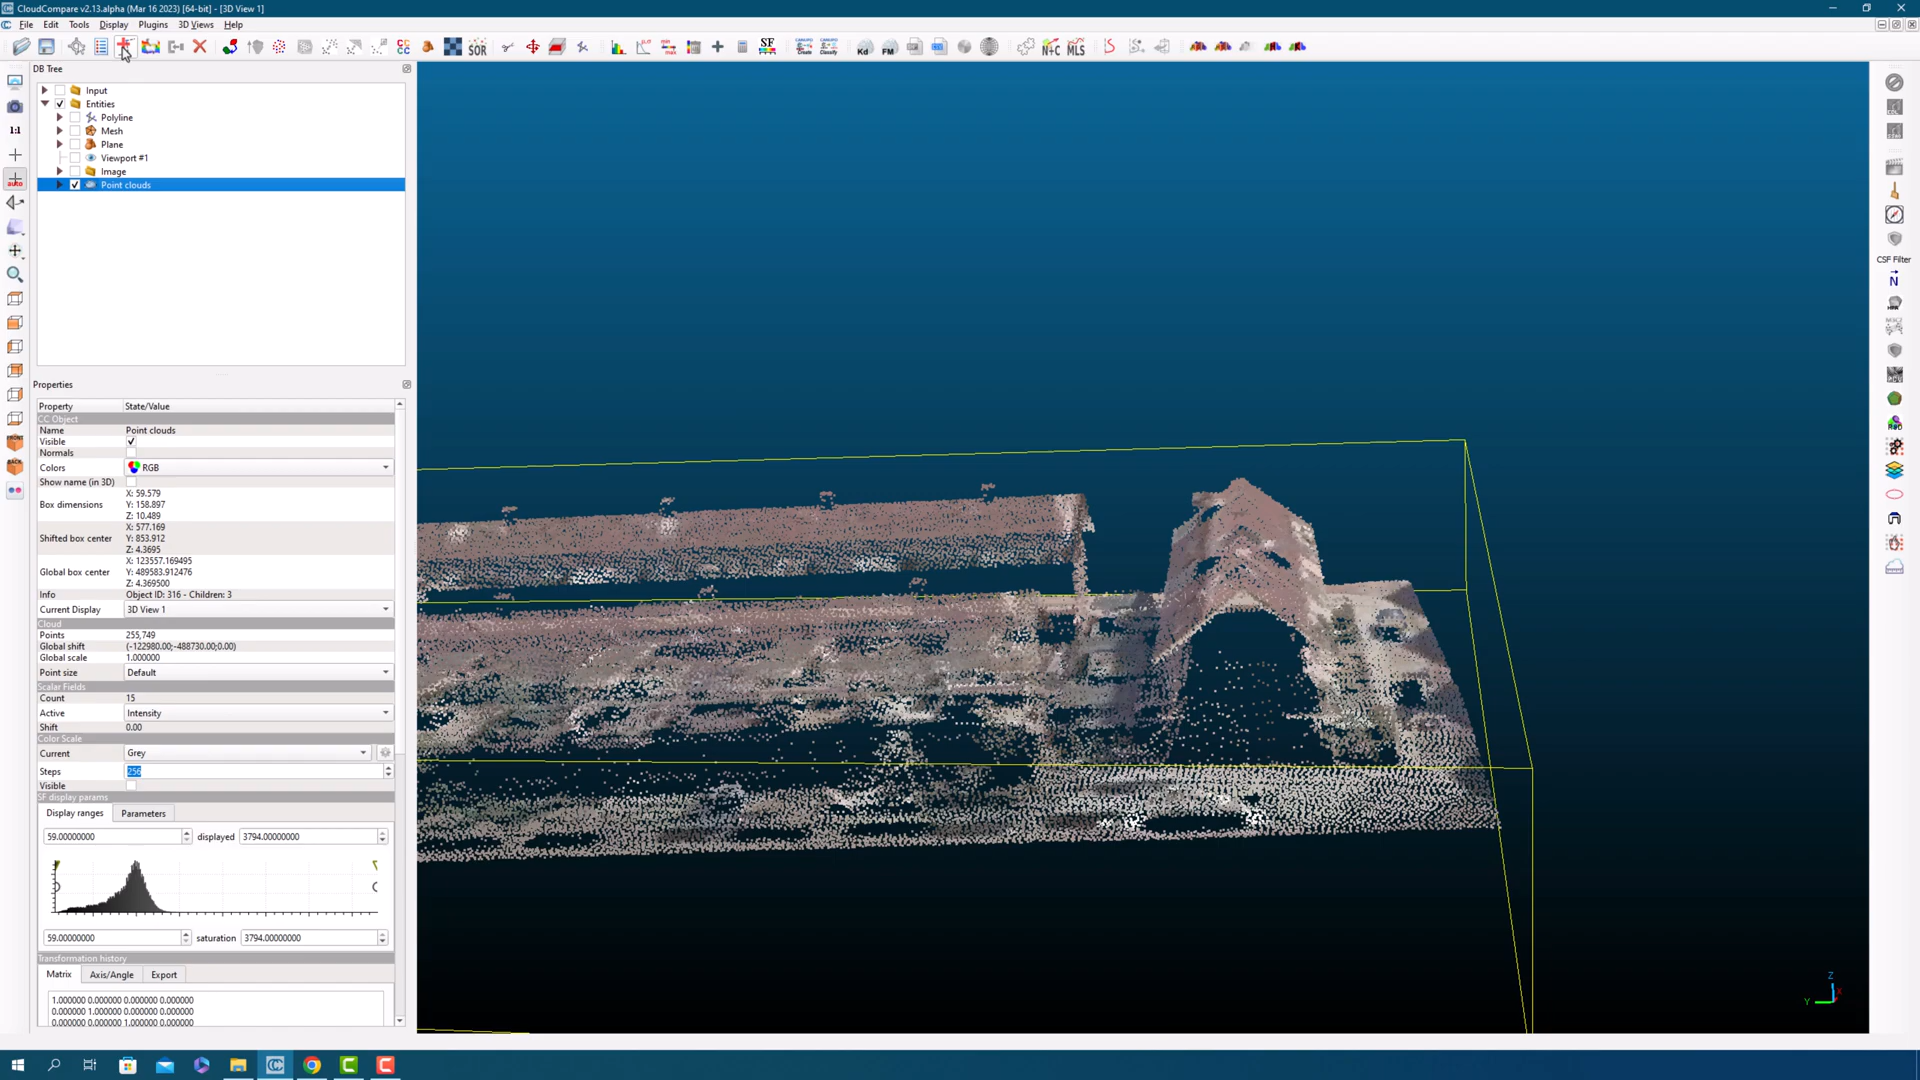 CloudCompare v2.13.alpha (Mar 16 2023) [64-bit] - [3D View 1]
File Edit Tools Display Plugins 3D Views Help
SOR SF Kd FM N+C MLS
DB Tree
Input
Entities
Polyline
Mesh
Plane
Viewport #1
Image
Point clouds
1:1
auto
FRONT
BACK
CSF Filter
N
Properties
Property State/Value
CC Object
Name Point clouds
Visible
Normals
Colors RGB
Show name (in 3D)
Box dimensions
X: 59.579
Y: 158.897
Z: 10.489
Shifted box center
X: 577.169
Y: 853.912
Z: 4.3695
Global box center
X: 123557.169495
Y: 489583.912476
Z: 4.369500
Info Object ID: 316 - Children: 3
Current Display 3D View 1
Cloud
Points 255,749
Global shift (-122980.00;-488730.00;0.00)
Global scale 1.000000
Point size Default
Scalar Fields
Count 15
Active Intensity
Shift 0.00
Color Scale
Current Grey
Steps 256
Visible
SF display params
Display ranges Parameters
59.00000000 displayed 3794.00000000
59.00000000 saturation 3794.00000000
Transformation history
Matrix Axis/Angle Export
1.000000 0.000000 0.000000 0.000000
0.000000 1.000000 0.000000 0.000000
0.000000 0.000000 1.000000 0.000000
Z
Y